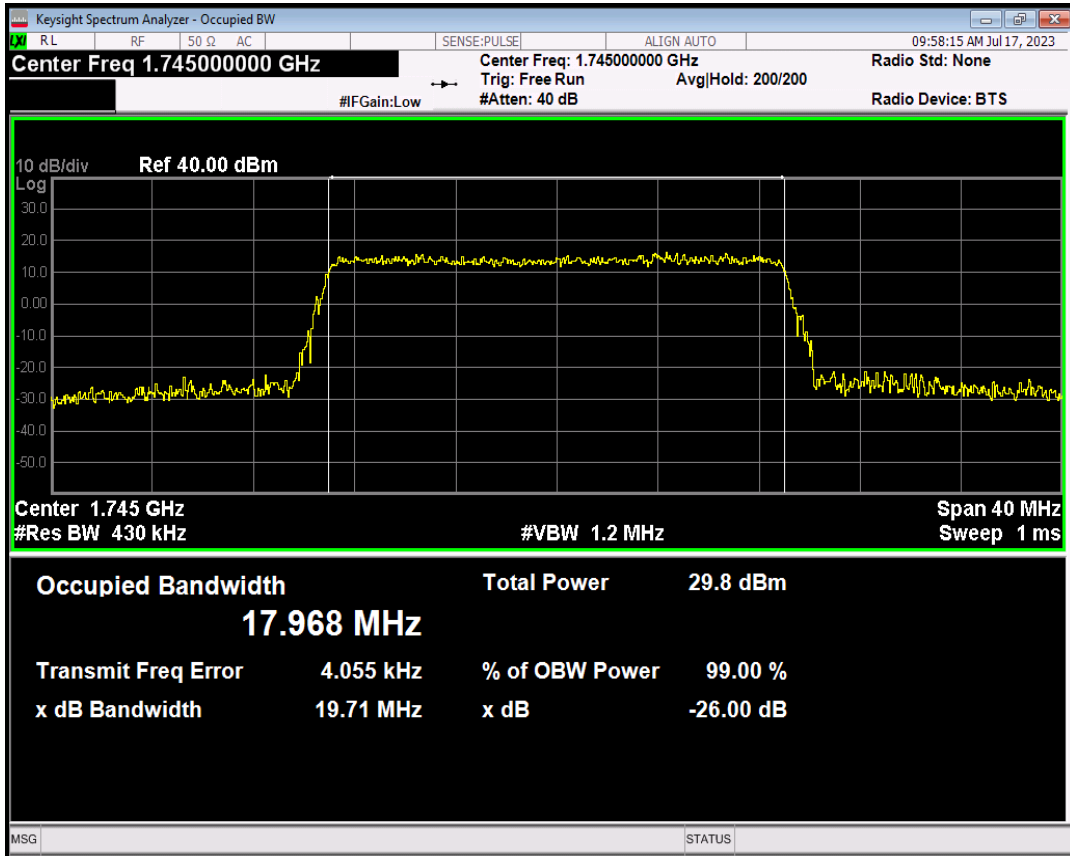 Keysight Spectrum Analyzer - Occupied BW
LXI RL RF 50 Ω AC SENSE:PULSE ALIGN AUTO 09:58:15 AM Jul 17, 2023
Center Freq 1.745000000 GHz Center Freq: 1.745000000 GHz Radio Std: None
Trig: Free Run Avg|Hold: 200/200
#IFGain:Low #Atten: 40 dB Radio Device: BTS
10 dB/div Ref 40.00 dBm
Log
30.0
20.0
10.0
0.00
-10.0
-20.0
-30.0
-40.0
-50.0
Center 1.745 GHz Span 40 MHz
#Res BW 430 kHz #VBW 1.2 MHz Sweep 1 ms
Occupied Bandwidth Total Power 29.8 dBm
17.968 MHz
Transmit Freq Error 4.055 kHz % of OBW Power 99.00 %
x dB Bandwidth 19.71 MHz x dB -26.00 dB
MSG STATUS